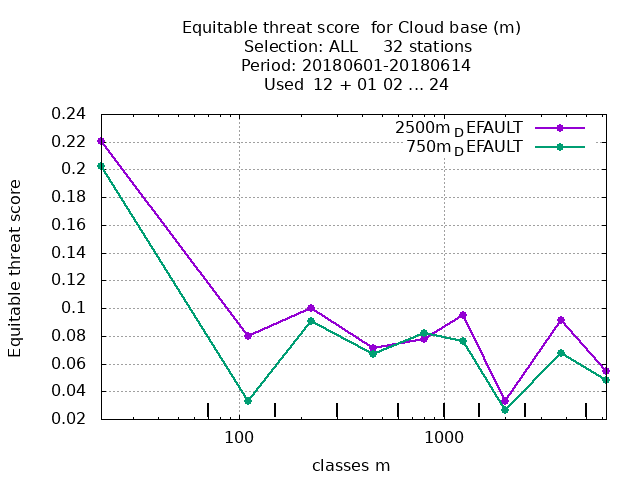 Equitable threat score for Cloud base (m)
Selection: ALL 32 stations
Period: 20180601-20180614
Used 12 + 01 02 ... 24
2500m_DEFAULT
750m_DEFAULT
Equitable threat score
0.24
0.22
0.2
0.18
0.16
0.14
0.12
0.1
0.08
0.06
0.04
0.02
100 1000
classes m